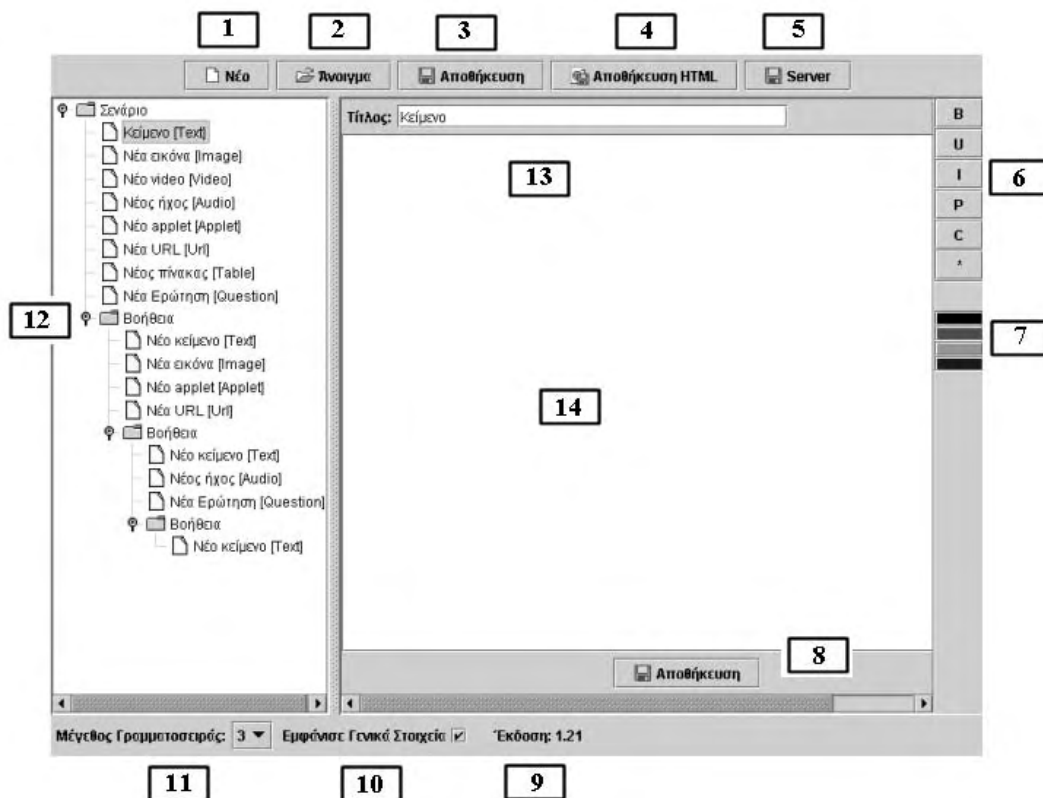 1 2 3 4 5
Νέο Άνοιγμα Αποθήκευση Αποθήκευση HTML Server
Σενάριο
Κείμενο [Text]
Νέα εικόνα [Image]
Νέο video [Video]
Νέος ήχος [Audio]
Νέο applet [Applet]
Νέα URL [Url]
Νέος πίνακας [Table]
Νέα Ερώτηση [Question]
12
Βοήθεια
Νέο κείμενο [Text]
Νέα εικόνα [Image]
Νέο applet [Applet]
Νέα URL [Url]
Βοήθεια
Νέο κείμενο [Text]
Νέος ήχος [Audio]
Νέα Ερώτηση [Question]
Βοήθεια
Νέο κείμενο [Text]
Τίτλος: Κείμενο
13
14
B
U
I
P
C
*
6
7
8
Αποθήκευση
Μέγεθος Γραμματοσειράς: 3 Εμφάνισε Γενικά Στοιχεία Έκδοση: 1.21
11 10 9